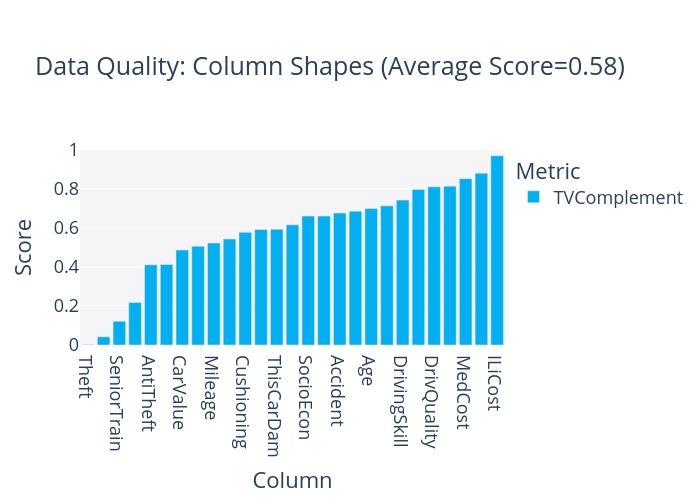 Data Quality: Column Shapes (Average Score=0.58)
Metric
TVComplement
Score
1
0.8
0.6
0.4
0.2
0
Theft
SeniorTrain
AntiTheft
CarValue
Mileage
Cushioning
ThisCarDam
SocioEcon
Accident
Age
DrivingSkill
DrivQuality
MedCost
ILiCost
Column